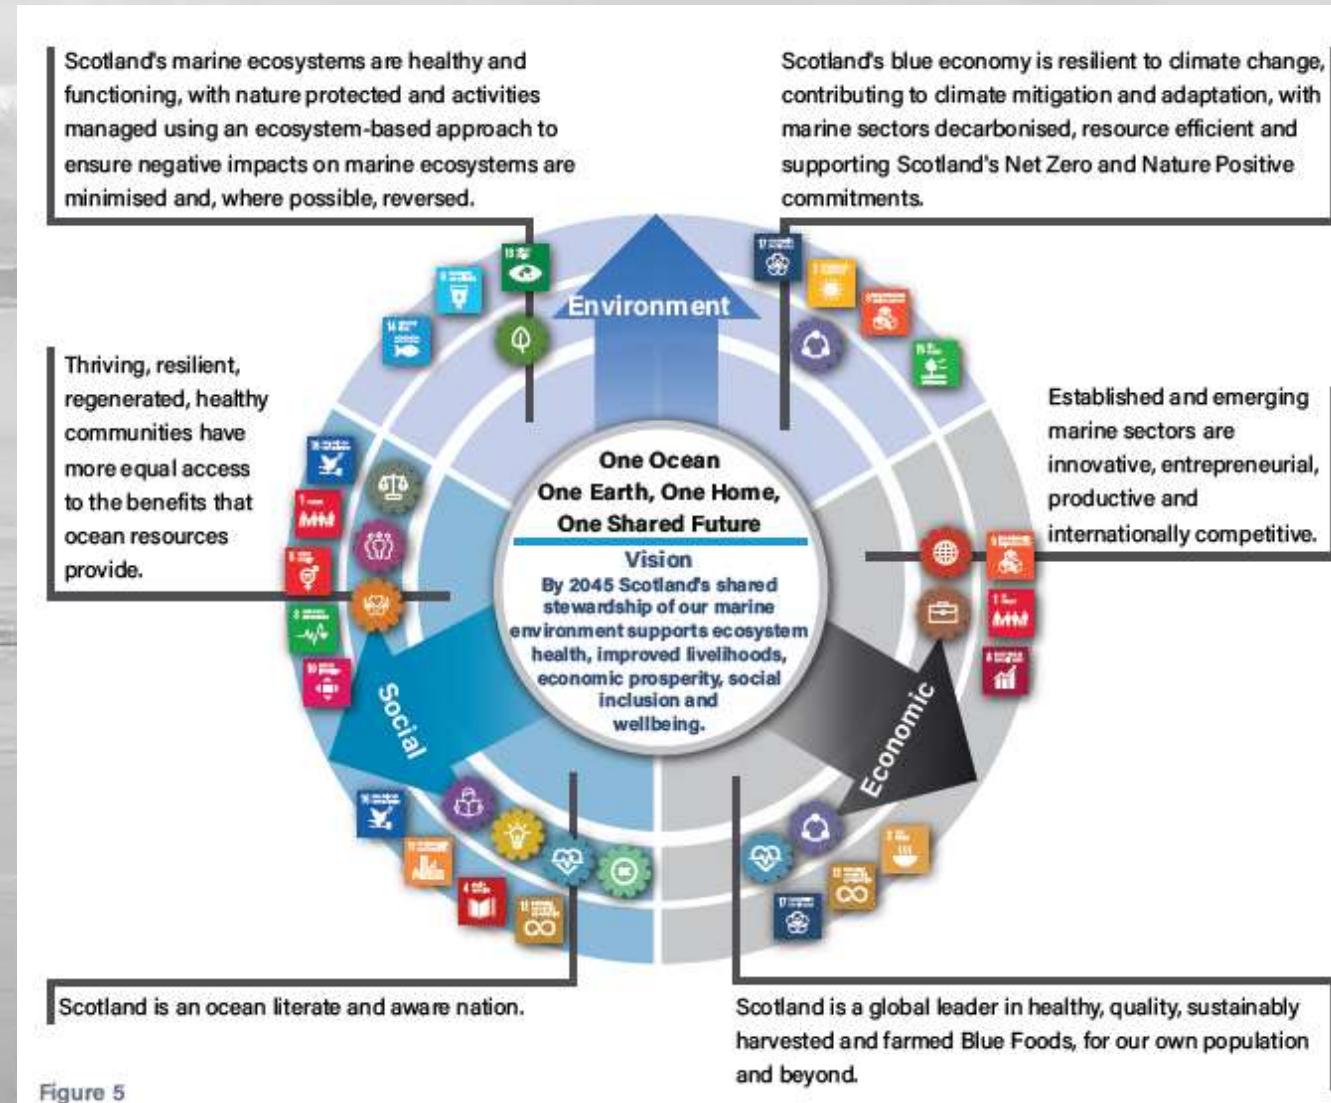 Scotland's marine ecosystems are healthy and
functioning, with nature protected and activities
managed using an ecosystem-based approach to
ensure negative impacts on marine ecosystems are
minimised and, where possible, reversed.
Scotland's blue economy is resilient to climate change,
contributing to climate mitigation and adaptation, with
marine sectors decarbonised, resource efficient and
supporting Scotland's Net Zero and Nature Positive
commitments.
Environment
Thriving, resilient,
regenerated, healthy
communities have
more equal access
to the benefits that
ocean resources
provide.
Established and emerging
marine sectors are
innovative, entrepreneurial,
productive and
internationally competitive.
One Ocean
One Earth, One Home,
One Shared Future
Vision
By 2045 Scotland's shared
stewardship of our marine
environment supports ecosystem
health, improved livelihoods,
economic prosperity, social
inclusion and
wellbeing.
Social
Economic
Scotland is an ocean literate and aware nation.
Scotland is a global leader in healthy, quality, sustainably
harvested and farmed Blue Foods, for our own population
and beyond.
Figure 5